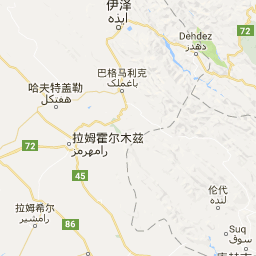 伊泽
ايذه
Dehdez
دهدز
72
巴格马利克
باغملک
哈夫特盖勒
هفتکل
72
拉姆霍尔木兹
رامهرمز
45
伦代
لنده
拉姆希尔
رامشیر
86
Suq
سوق